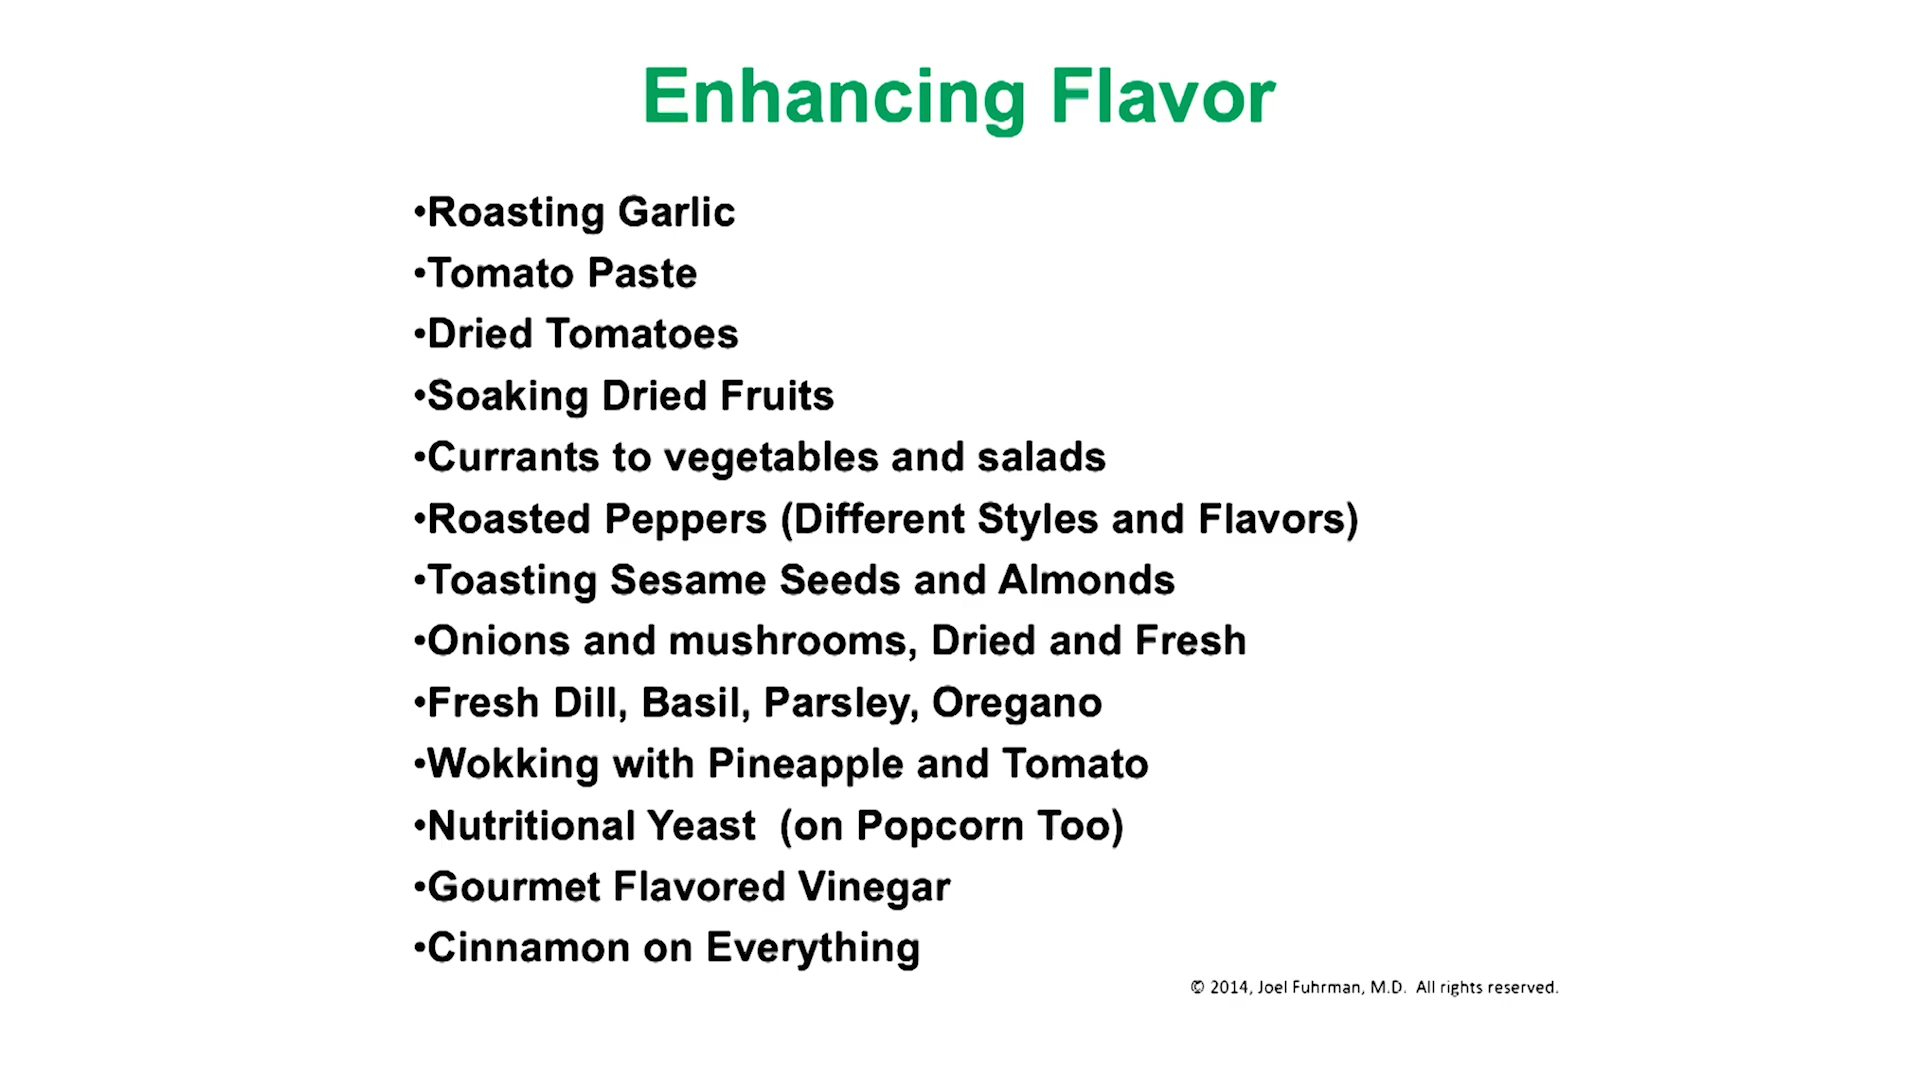 Enhancing Flavor
•Roasting Garlic
•Tomato Paste
•Dried Tomatoes
•Soaking Dried Fruits
•Currants to vegetables and salads
•Roasted Peppers (Different Styles and Flavors)
•Toasting Sesame Seeds and Almonds
•Onions and mushrooms, Dried and Fresh
•Fresh Dill, Basil, Parsley, Oregano
•Wokking with Pineapple and Tomato
•Nutritional Yeast  (on Popcorn Too)
•Gourmet Flavored Vinegar
•Cinnamon on Everything
© 2014, Joel Fuhrman, M.D.  All rights reserved.